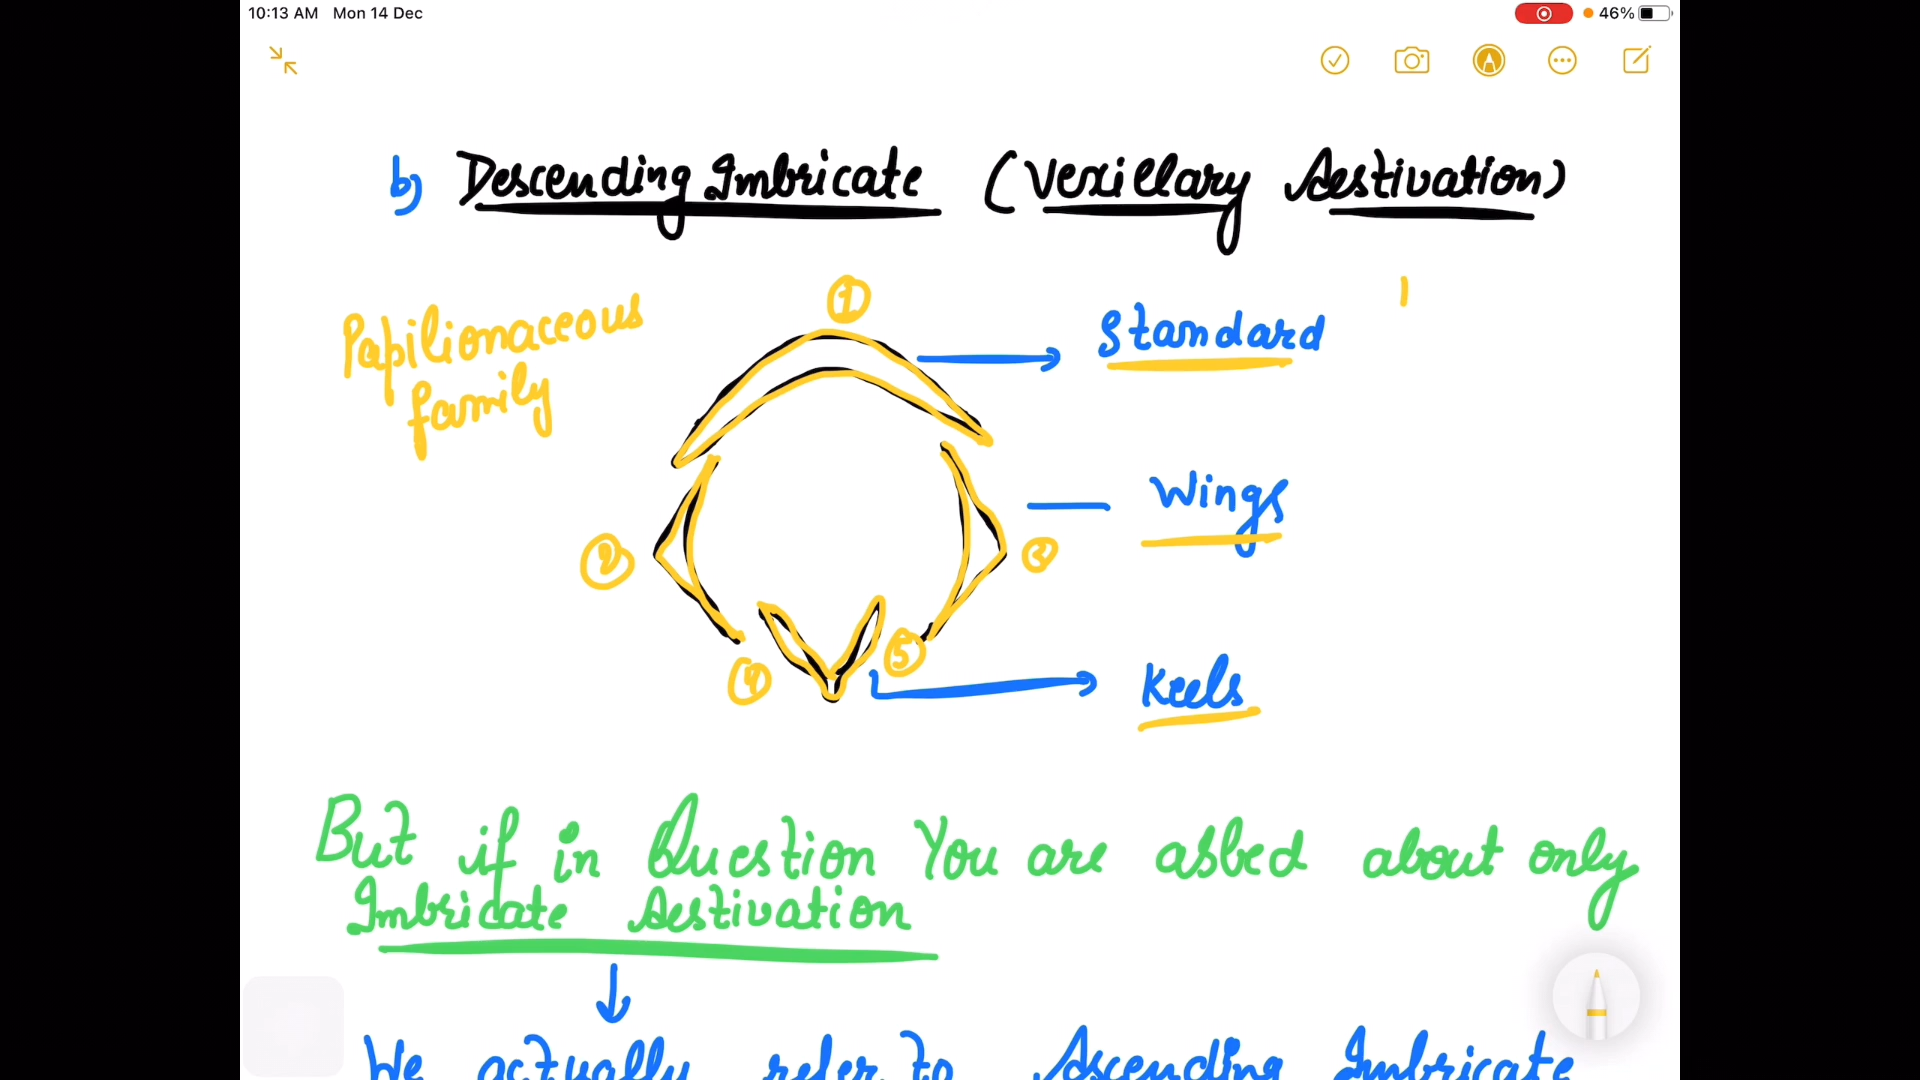 10:13 AM Mon 14 Dec
46%
b) Descending Imbricate (Vexillary Aestivation)
Papilionaceous
family
1
Standard
Wings
2
3
4
5
Keels
But if in Question You are asked about only
Imbricate Aestivation
We actually refer to Ascending Imbricate